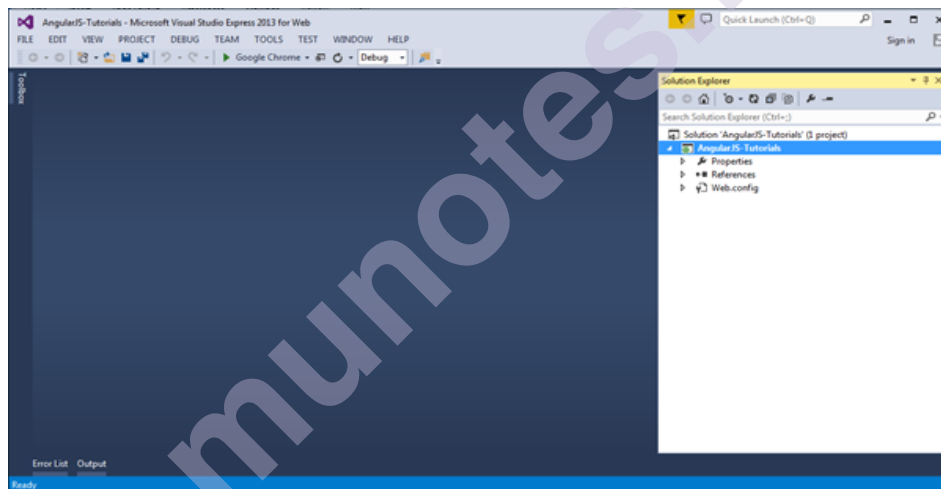 AngularJS-Tutorials - Microsoft Visual Studio Express 2013 for Web
Quick Launch (Ctrl+Q)
FILE EDIT VIEW PROJECT DEBUG TEAM TOOLS TEST WINDOW HELP
Sign in
Google Chrome
Debug
Toolbox
Solution Explorer
Search Solution Explorer (Ctrl+;)
Solution 'AngularJS-Tutorials' (1 project)
AngularJS-Tutorials
Properties
References
Web.config
munotes.
Error List Output
Ready